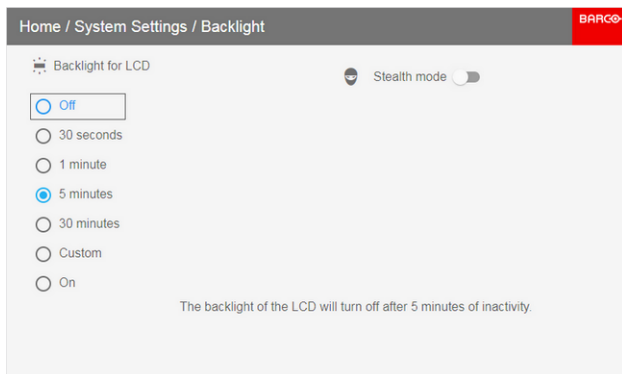 Home / System Settings / Backlight
BARCO
Backlight for LCD
Stealth mode
Off
30 seconds
1 minute
5 minutes
30 minutes
Custom
On
The backlight of the LCD will turn off after 5 minutes of inactivity.